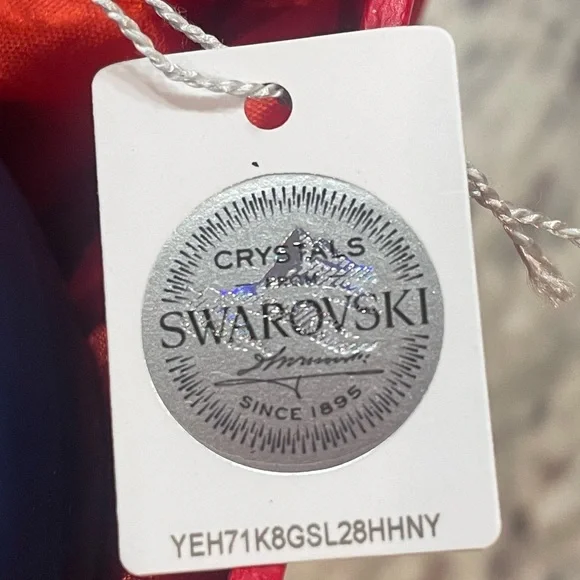 CRYSTALS
FROM
SWAROVSKI
SINCE 1895
YEH71K8GSL28HHNY